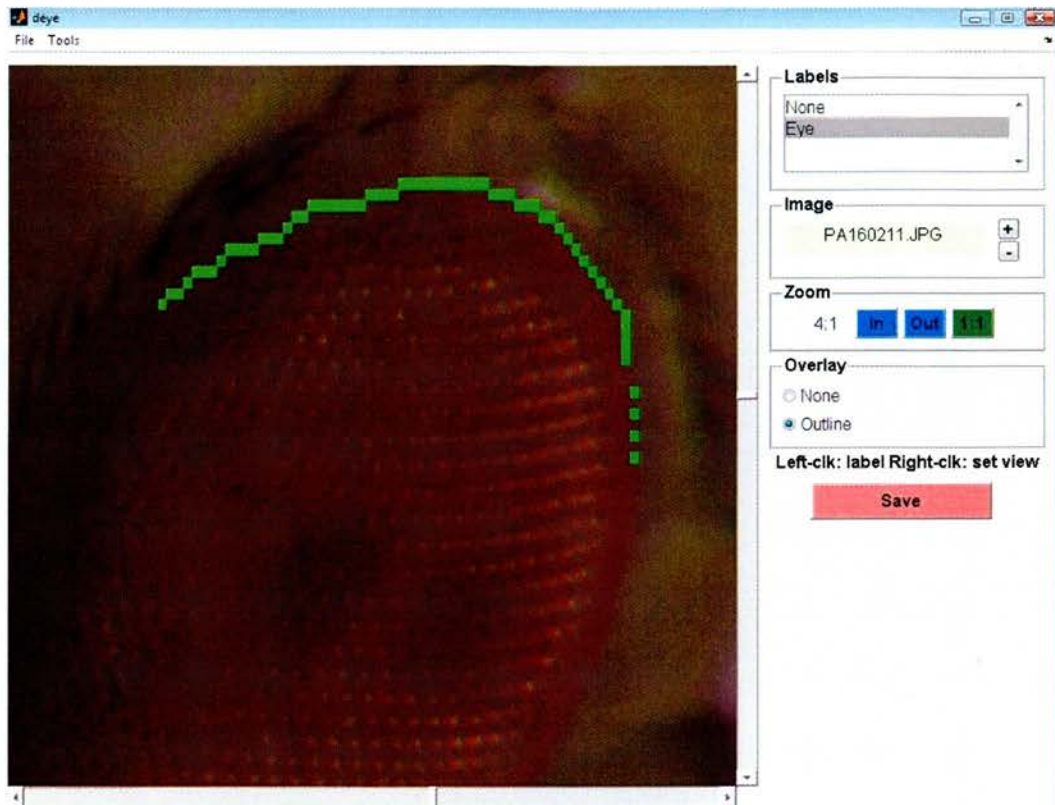 deye
File Tools
Labels
None
Eye
Image
PA160211.JPG
+
-
Zoom
4:1 In Out 1:1
Overlay
None
Outline
Left-clk: label Right-clk: set view
Save